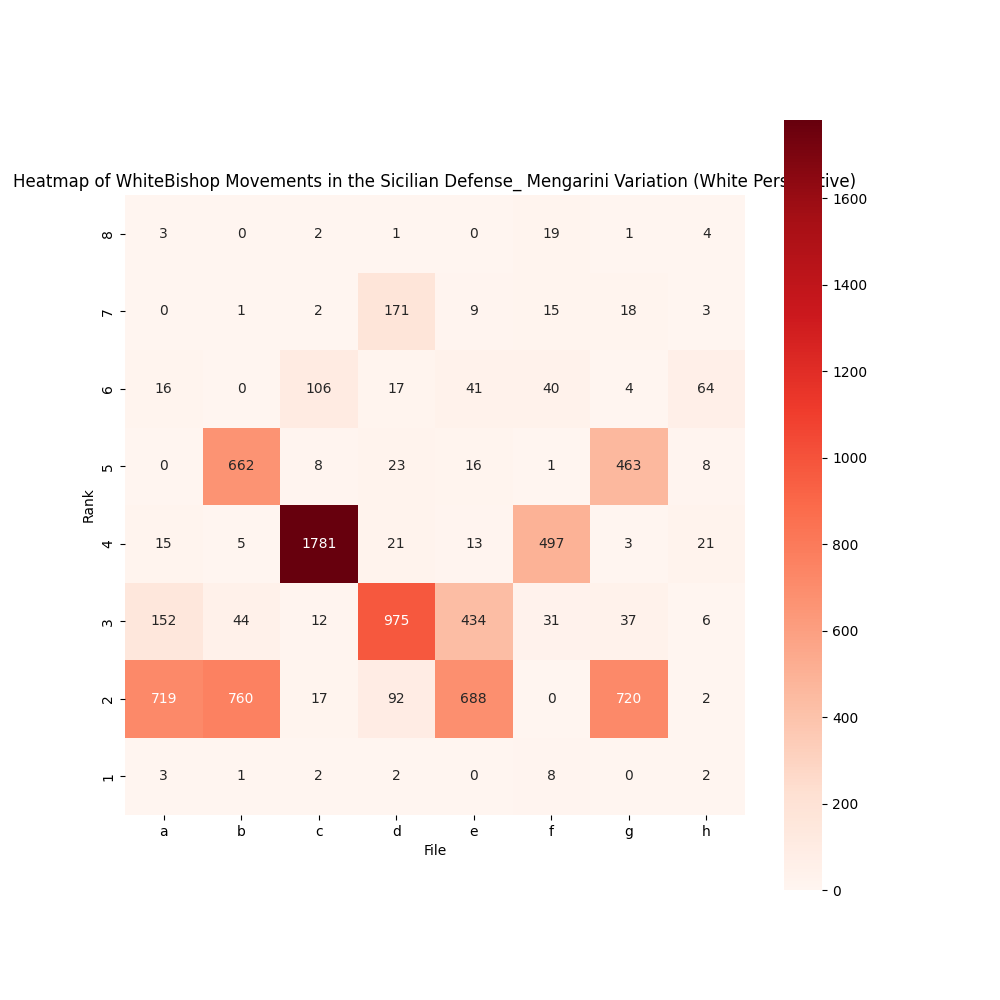 Heatmap of WhiteBishop Movements in the Sicilian Defense_ Mengarini Variation (White Pers tive)
1600
1400
1200
1000
800
600
400
200
0
Rank
8 3 0 2 1 0 19 1 4
7 0 1 2 171 9 15 18 3
6 16 0 106 17 41 40 4 64
5 0 662 8 23 16 1 463 8
4 15 5 1781 21 13 497 3 21
3 152 44 12 975 434 31 37 6
2 719 760 17 92 688 0 720 2
1 3 1 2 2 0 8 0 2
a b c d e f g h
File